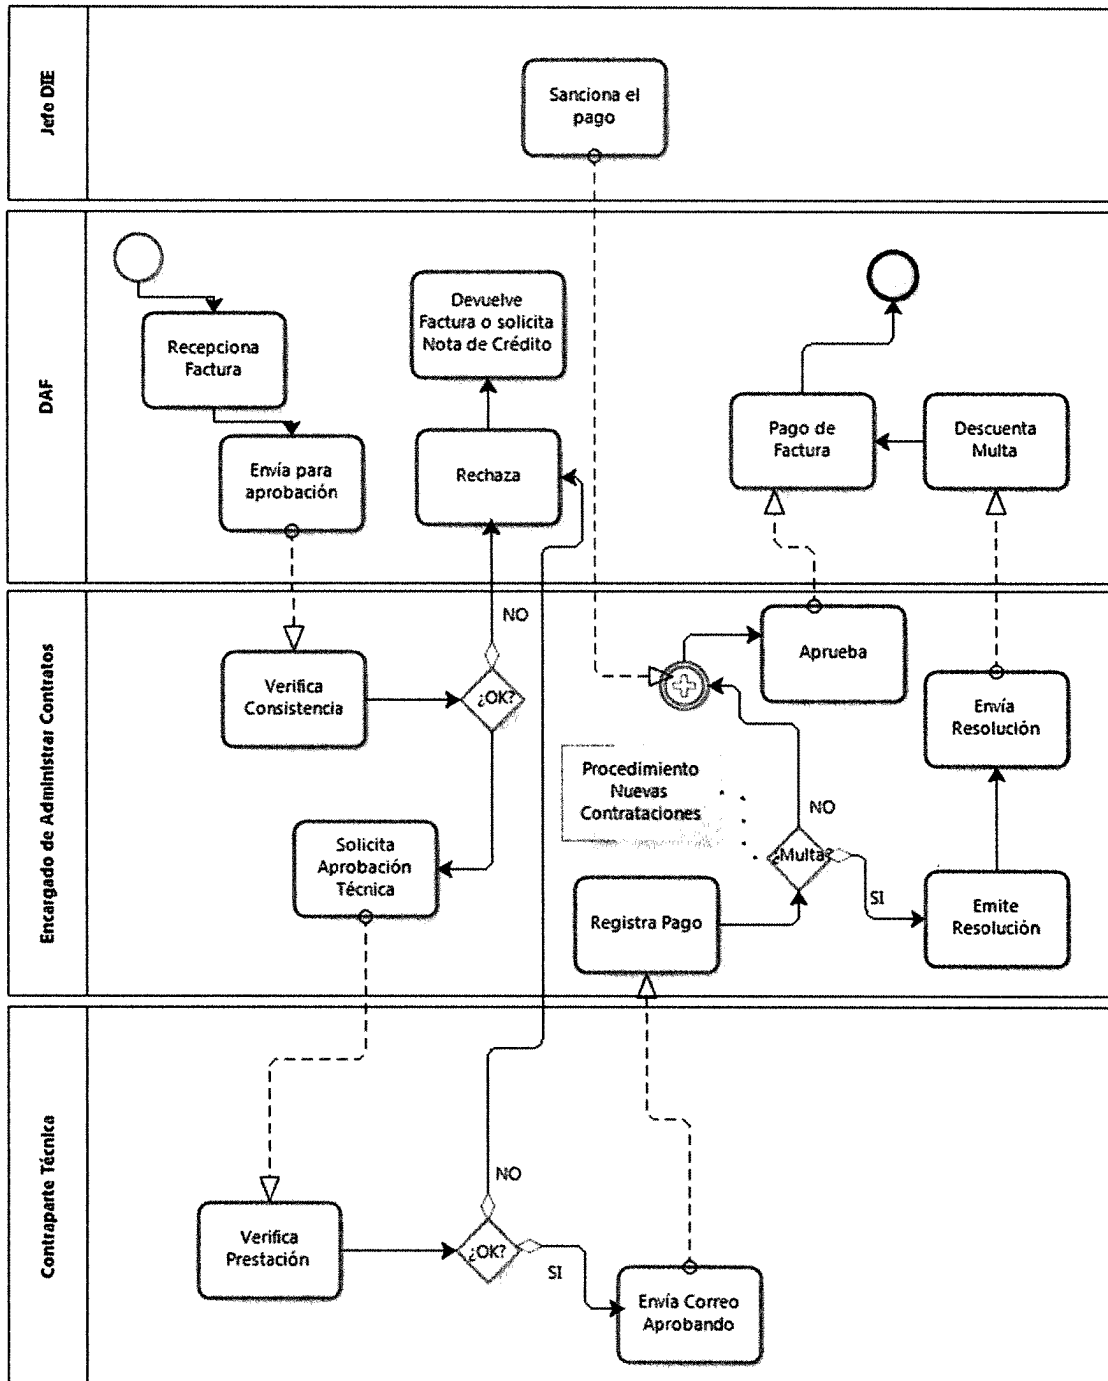 Jefe DIE
Sanciona el
pago
DAF
Recepciona
Factura
Envía para
aprobación
Devuelve
Factura o solicita
Nota de Crédito
Rechaza
Pago de
Factura
Descuenta
Multa
Encargado de Administrar Contratos
NO
Verifica
Consistencia
¿OK?
Solicita
Aprobación
Técnica
Aprueba
Envía
Resolución
Procedimiento
Nuevas
Contrataciones
NO
¿Multa?
SI
Registra Pago
Emite
Resolución
Contraparte Técnica
Verifica
Prestación
NO
¿OK?
SI
Envía Correo
Aprobando